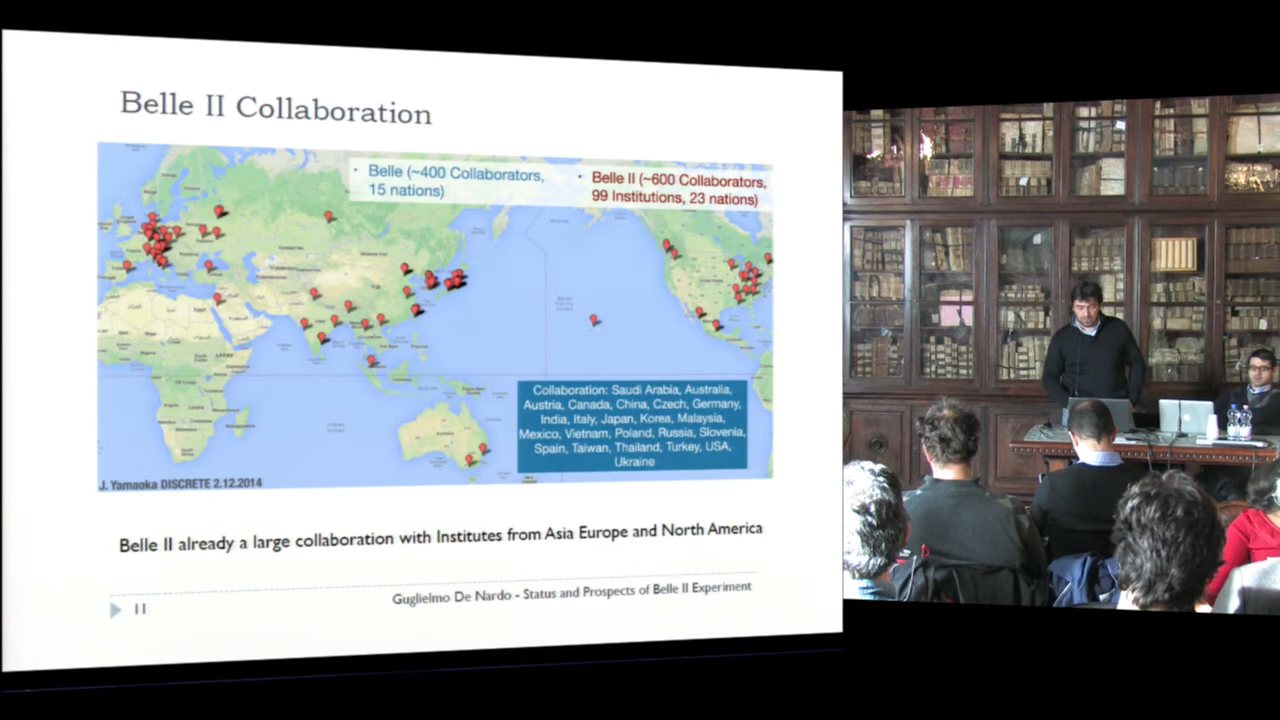 Belle II Collaboration
• Belle (~400 Collaborators,
15 nations)
• Belle II (~600 Collaborators,
99 Institutions, 23 nations)
Collaboration: Saudi Arabia, Australia,
Austria, Canada, China, Czech, Germany,
India, Italy, Japan, Korea, Malaysia,
Mexico, Vietnam, Poland, Russia, Slovenia,
Spain, Taiwan, Thailand, Turkey, USA,
Ukraine
J. Yamaoka DISCRETE 2.12.2014
Belle II already a large collaboration with Institutes from Asia Europe and North America
Guglielmo De Nardo - Status and Prospects of Belle II Experiment
11